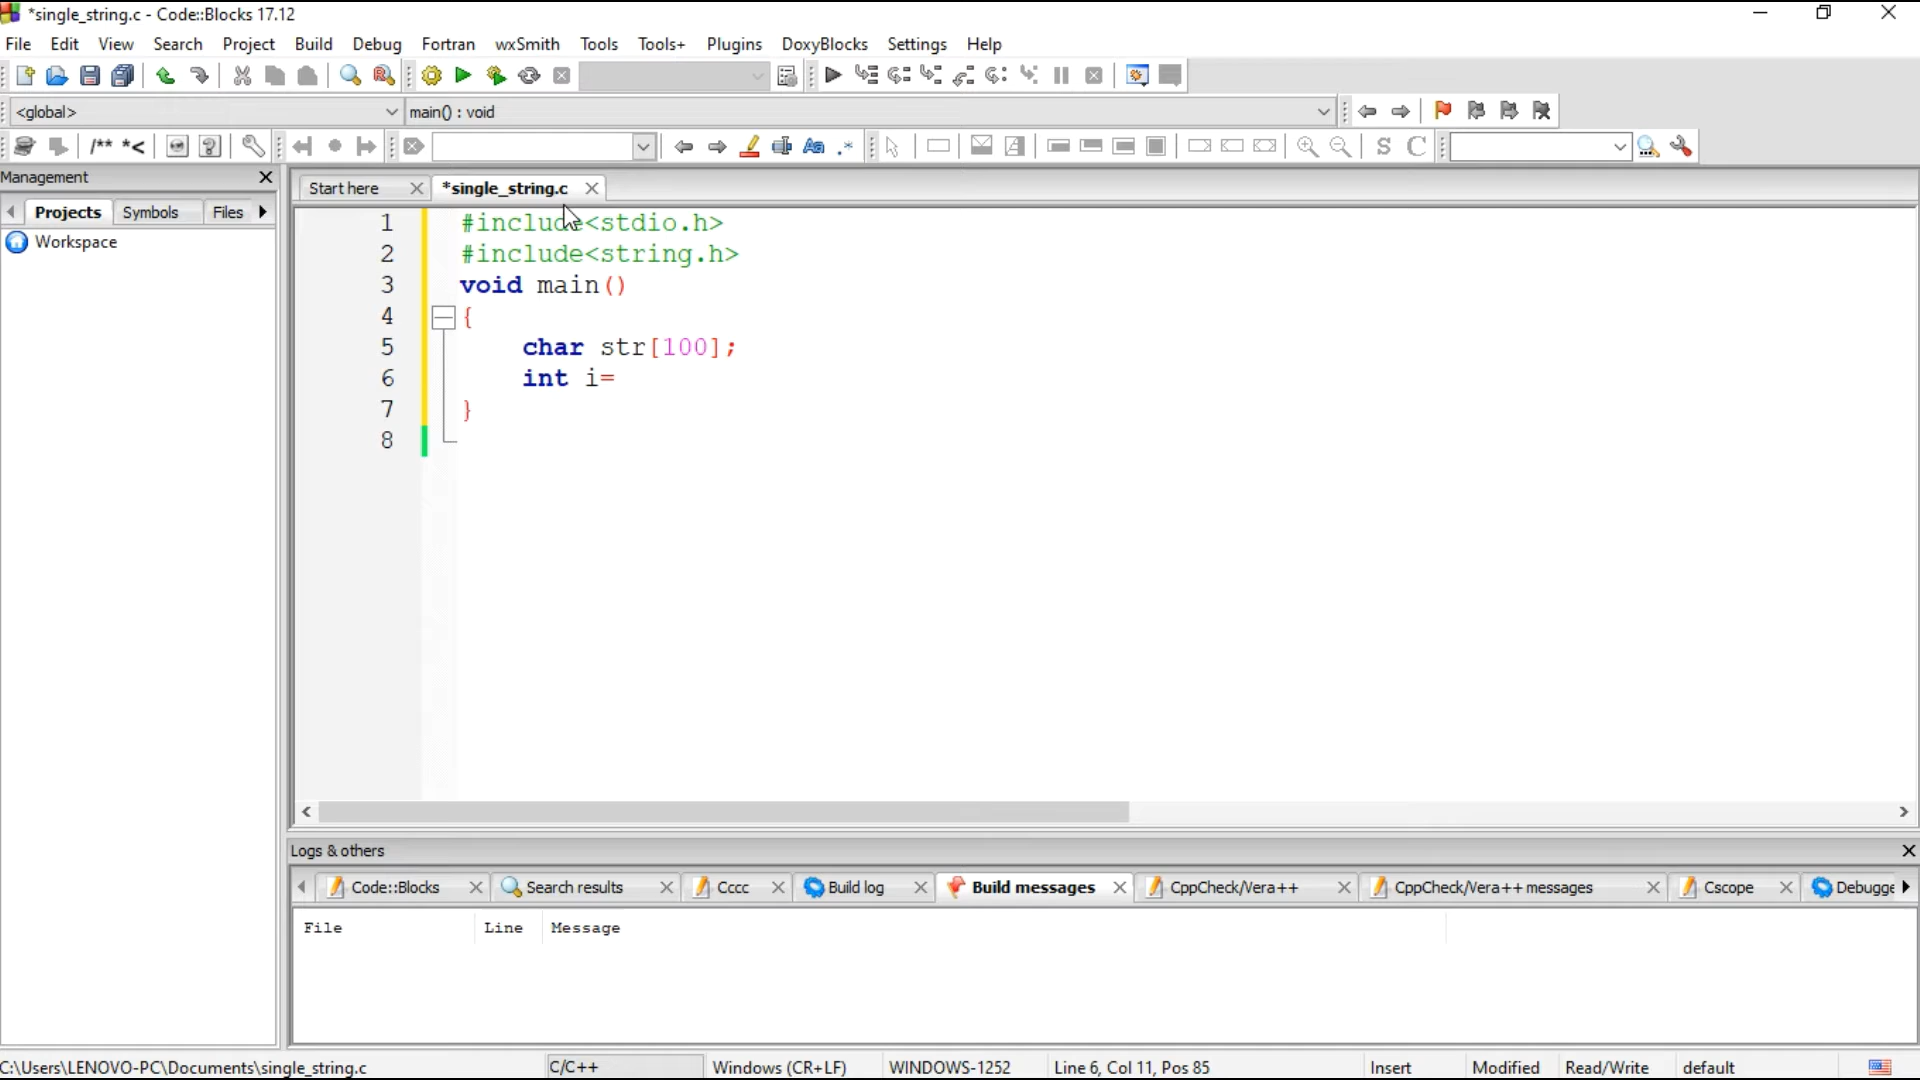 *single_string.c - Code::Blocks 17.12
File Edit View Search Project Build Debug Fortran wxSmith Tools Tools+ Plugins DoxyBlocks Settings Help
<global> main() : void
/** *<
Management
Projects Symbols Files
Workspace
Start here *single_string.c
1 #include<stdio.h>
2 #include<string.h>
3 void main()
4 {
5 char str[100];
6 int i=
7 }
8
Logs & others
Code::Blocks Search results Cccc Build log Build messages CppCheck/Vera++ CppCheck/Vera++ messages Cscope Debugge
File Line Message
C:\Users\LENOVO-PC\Documents\single_string.c C/C++ Windows (CR+LF) WINDOWS-1252 Line 6, Col 11, Pos 85 Insert Modified Read/Write default